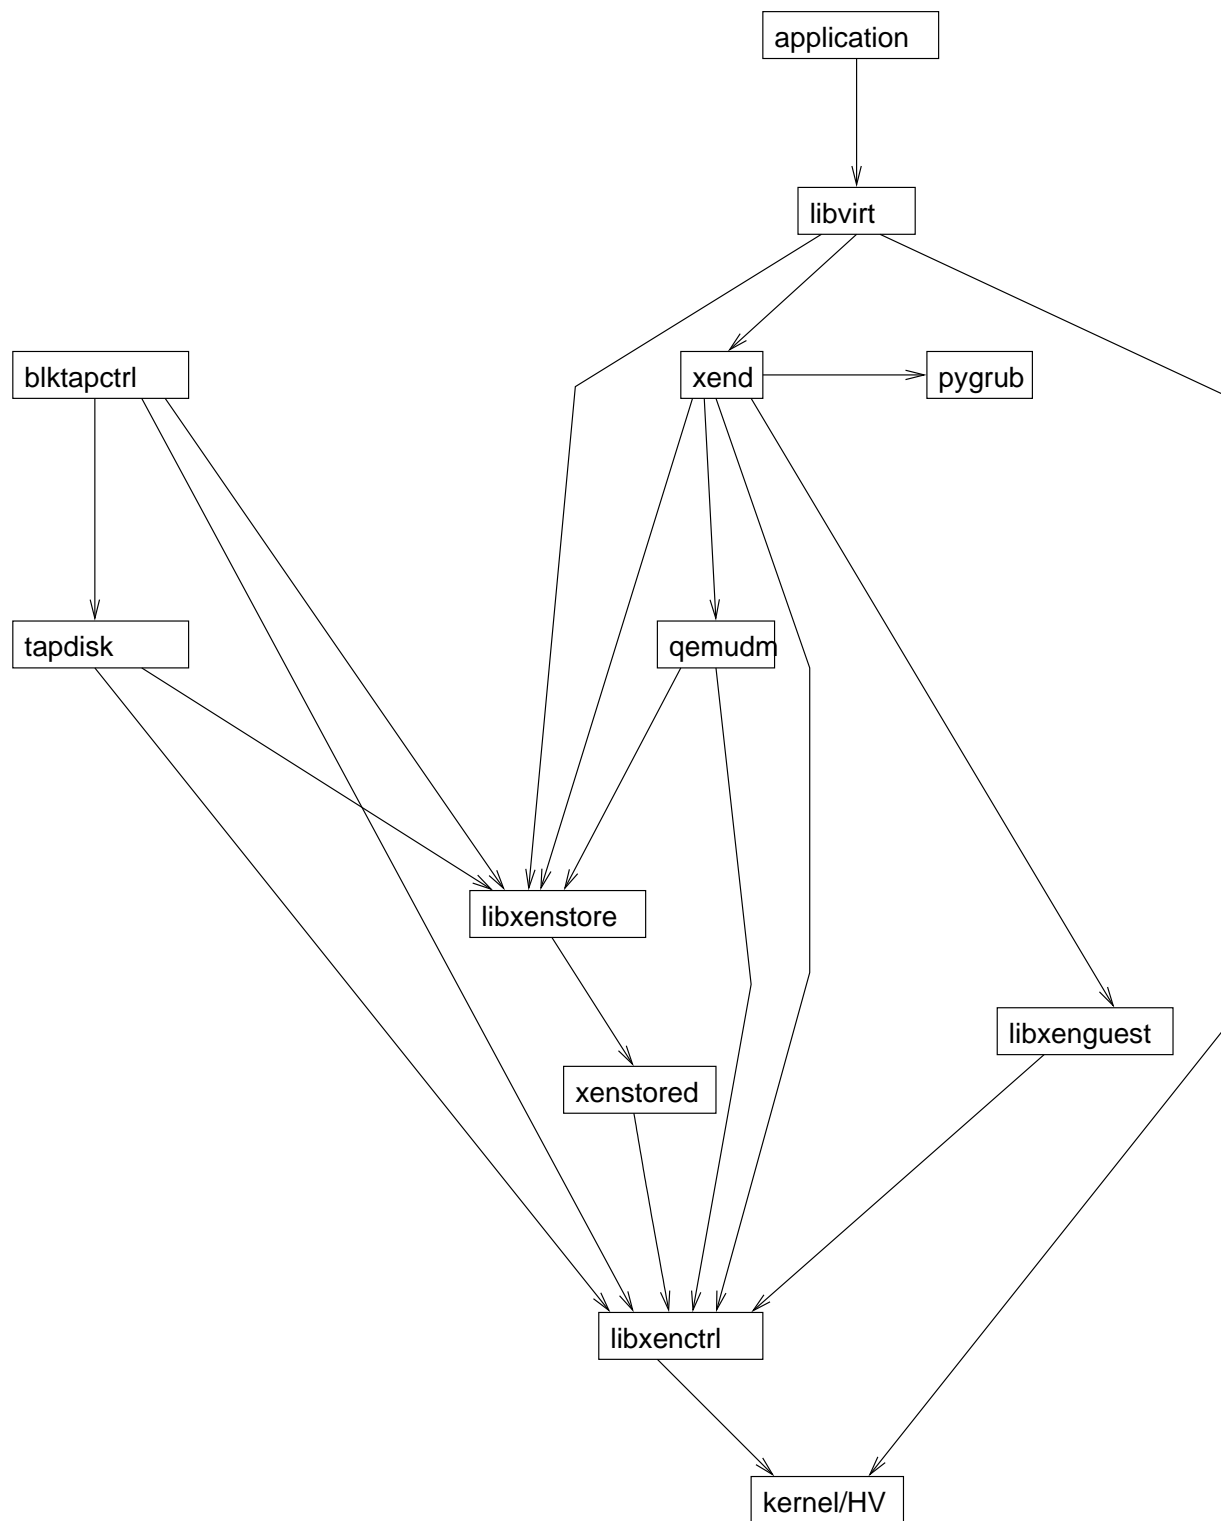 application
libvirt
blktapctrl
xend
pygrub
tapdisk
qemudm
libxenstore
libxenguest
xenstored
libxenctrl
kernel/HV